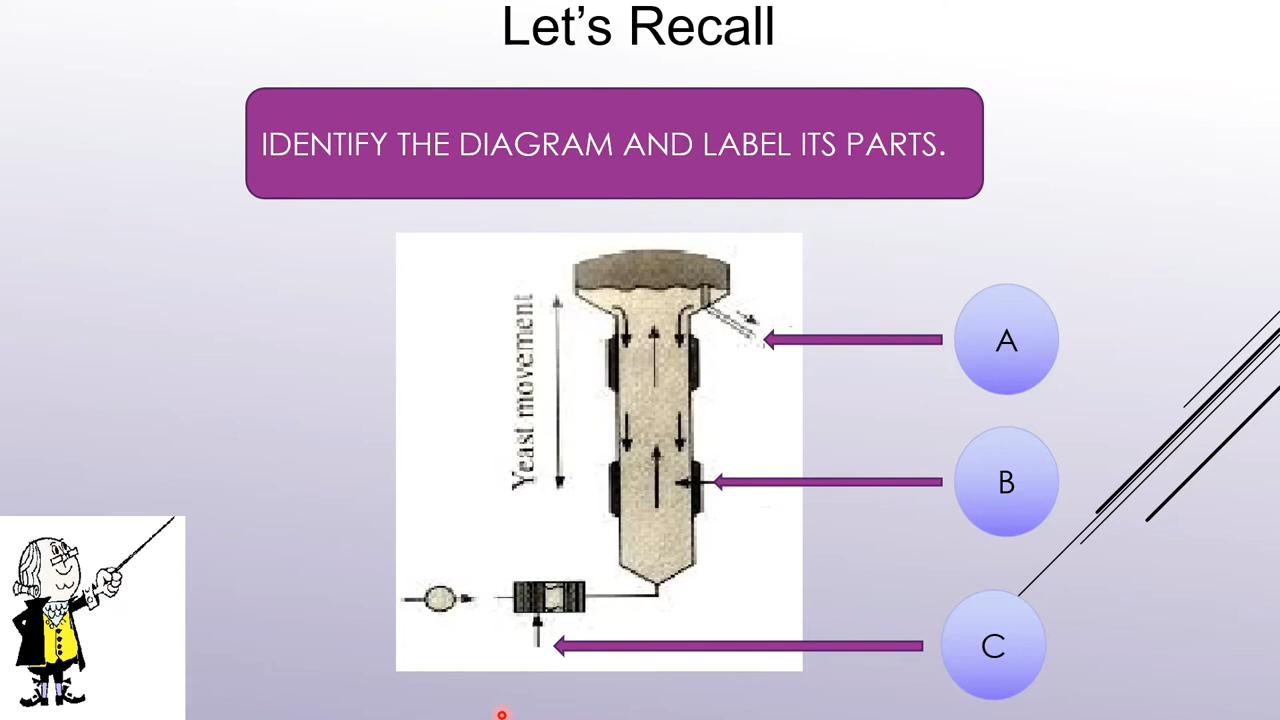 Let's Recall
IDENTIFY THE DIAGRAM AND LABEL ITS PARTS.
Yeast movement
A
B
C